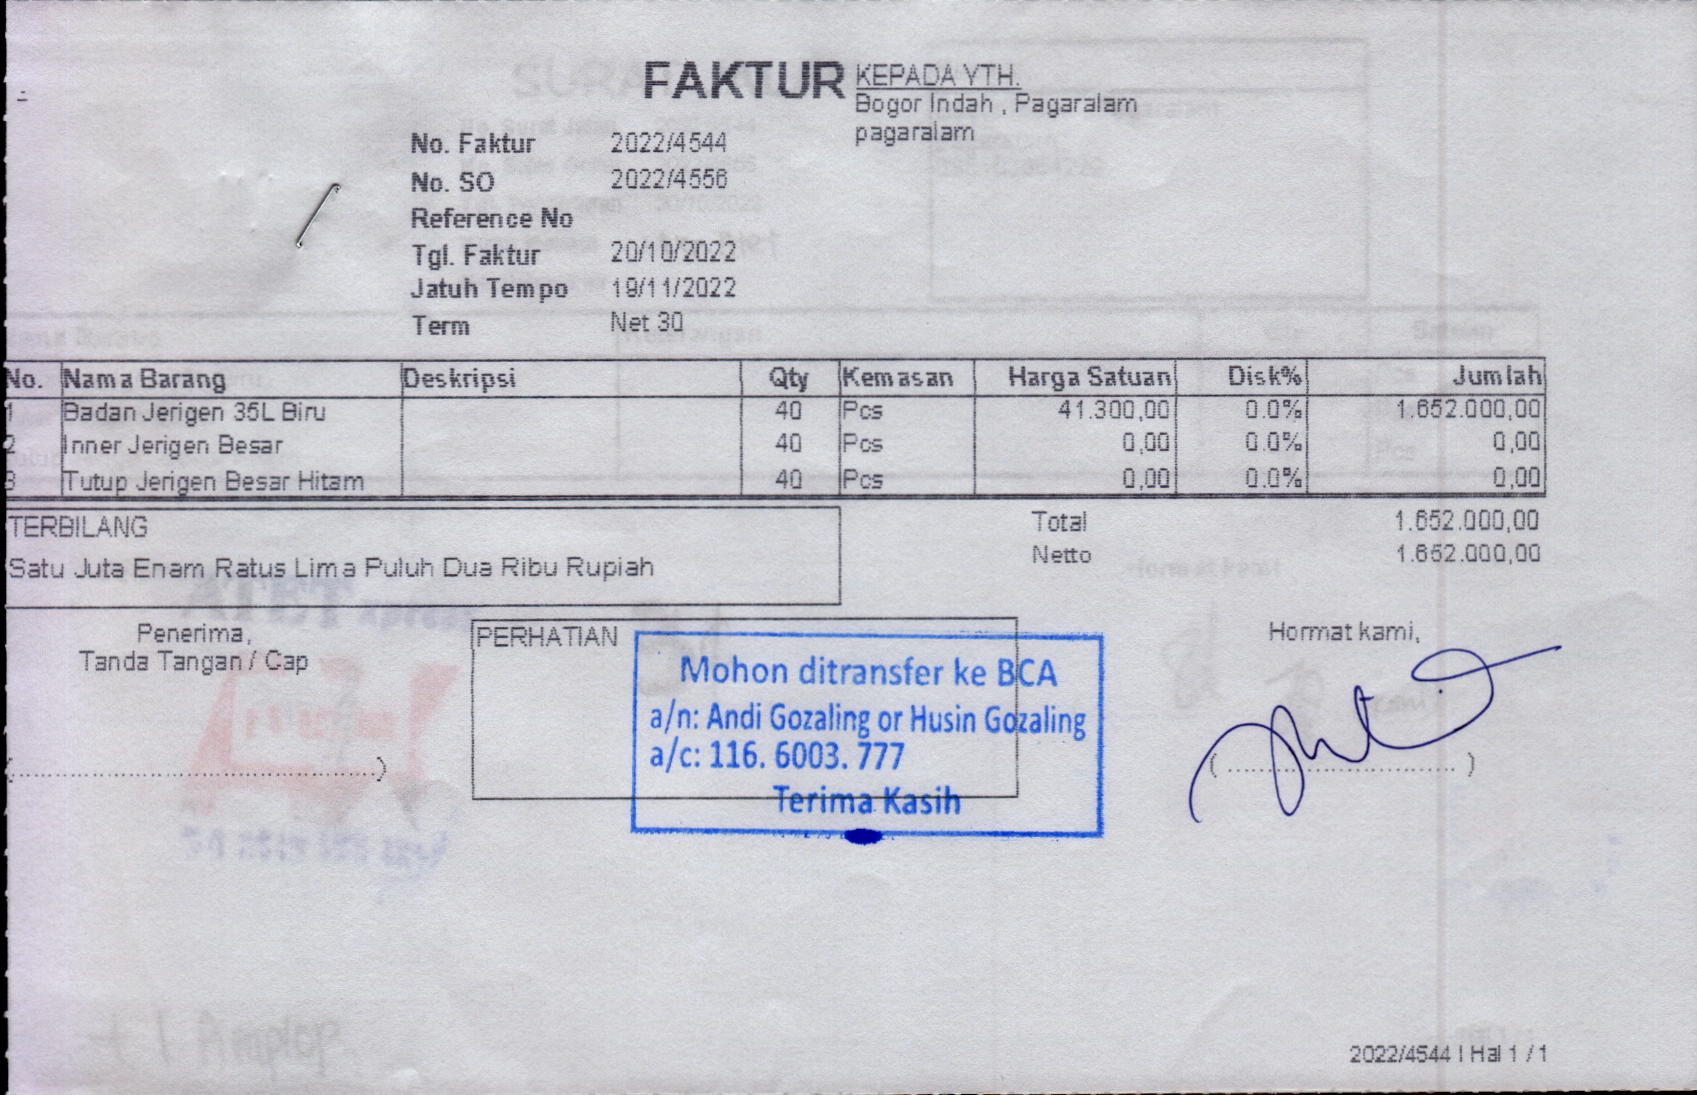 FAKTUR
KEPADA YTH.
Bogor Indah , Pagaralam
pagaralam
No. Faktur 2022/4544
No. SO 2022/4556
Reference No
Tgl. Faktur 20/10/2022
Jatuh Tempo 19/11/2022
Term Net 30
No. Nama Barang Deskripsi Qty Kemasan Harga Satuan Disk% Jumlah
1 Badan Jerigen 35L Biru 40 Pcs 41.300,00 0.0% 1.652.000,00
2 Inner Jerigen Besar 40 Pcs 0,00 0.0% 0,00
3 Tutup Jerigen Besar Hitam 40 Pcs 0,00 0.0% 0,00
TERBILANG
Satu Juta Enam Ratus Lima Puluh Dua Ribu Rupiah
Total 1.652.000,00
Netto 1.652.000,00
Penerima,
Tanda Tangan / Cap
(..........................................)
PERHATIAN
Mohon ditransfer ke BCA
a/n: Andi Gozaling or Husin Gozaling
a/c: 116. 6003. 777
Terima Kasih
Hormat kami,
( .......................... )
+ 1 Amplop
2022/4544 | Hal 1 / 1